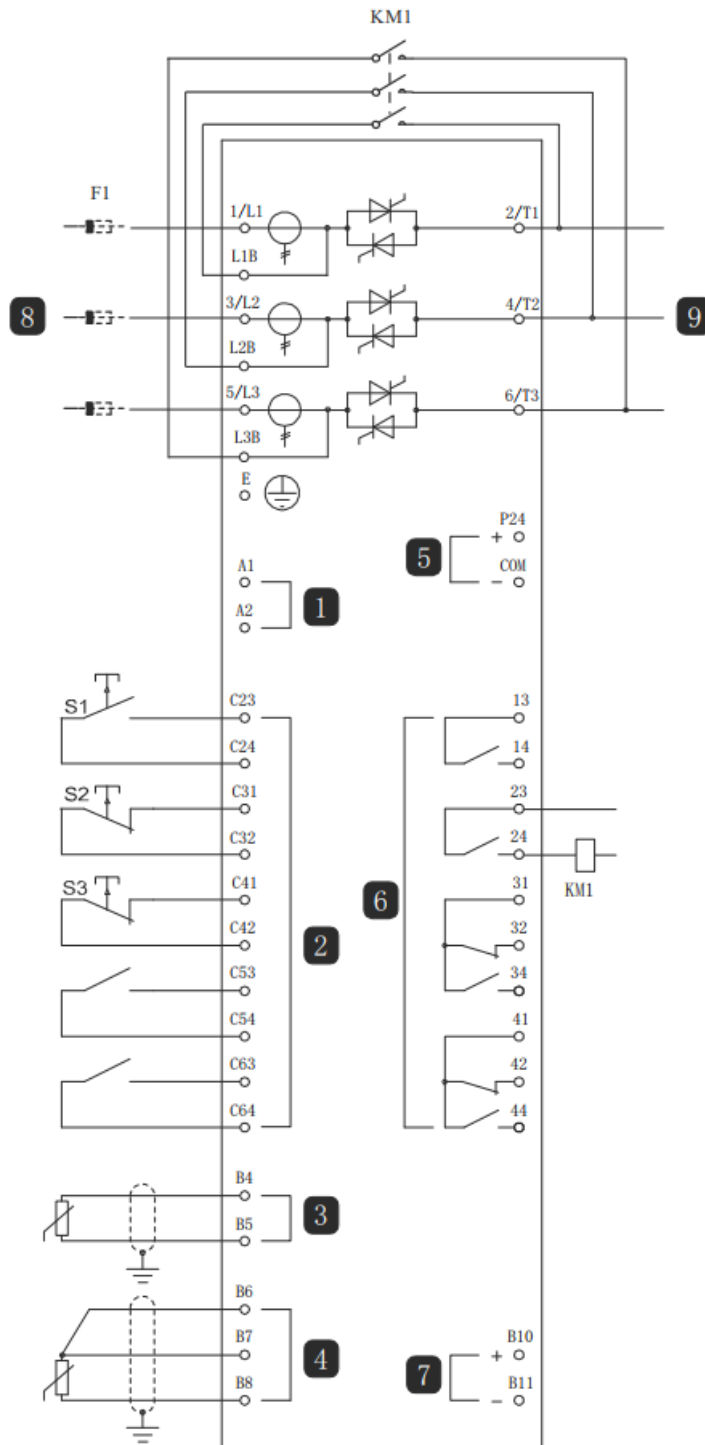 KM1
F1
1/L1
2/T1
L1B
8
3/L2
4/T2
9
L2B
5/L3
6/T3
L3B
E
P24
5
+
COM
-
A1
1
A2
S1
C23
13
C24
14
S2
C31
23
C32
24
KM1
S3
C41
31
6
2
C42
32
C53
34
C54
41
C63
42
C64
44
B4
3
B5
B6
B7
B10
4
7
+
B8
B11
-